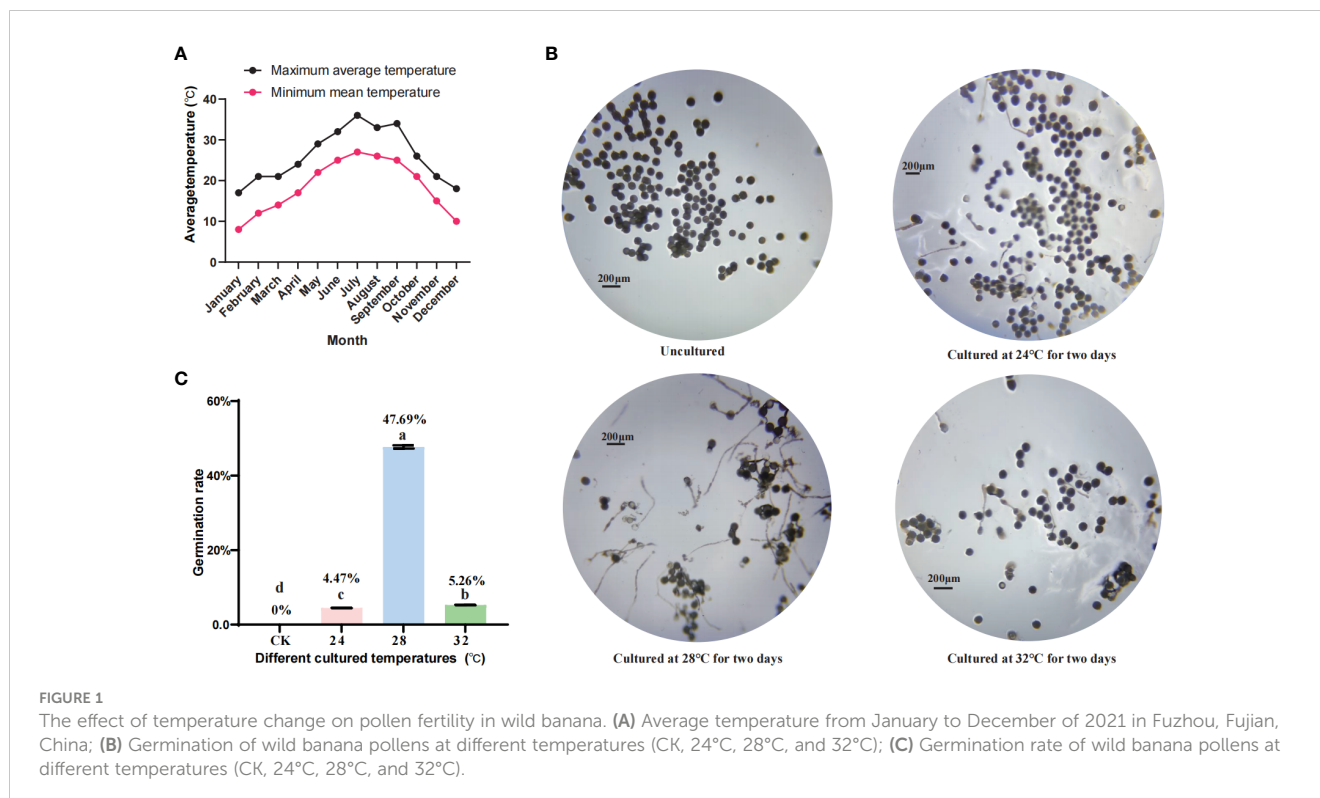 A
Maximum average temperature
Minimum mean temperature
Averagetemperature (℃)
40
30
20
10
0
January
February
March
April
May
June
July
August
September
October
November
December
Month
B
200μm
Uncultured
200μm
Cultured at 24°C for two days
200μm
Cultured at 28°C for two days
200μm
Cultured at 32°C for two days
C
Germination rate
60%
40%
20%
0.0
d
0%
4.47%
c
47.69%
a
5.26%
b
CK
24
28
32
Different cultured temperatures (℃)
FIGURE 1
The effect of temperature change on pollen fertility in wild banana. (A) Average temperature from January to December of 2021 in Fuzhou, Fujian,
China; (B) Germination of wild banana pollens at different temperatures (CK, 24°C, 28°C, and 32°C); (C) Germination rate of wild banana pollens at
different temperatures (CK, 24°C, 28°C, and 32°C).